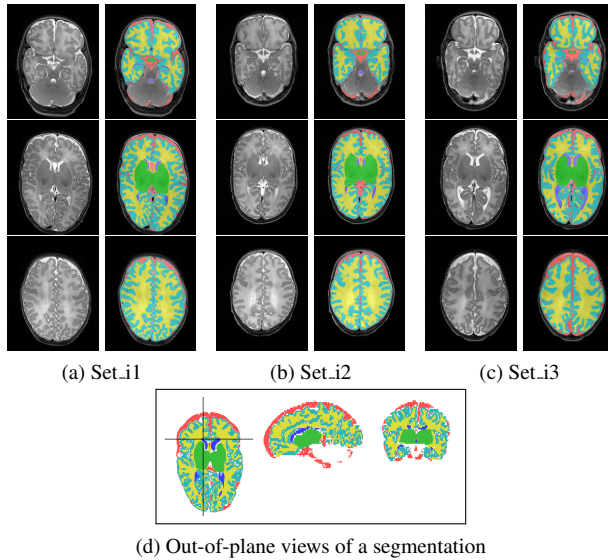 (a) Set_i1
(b) Set_i2
(c) Set_i3
(d) Out-of-plane views of a segmentation